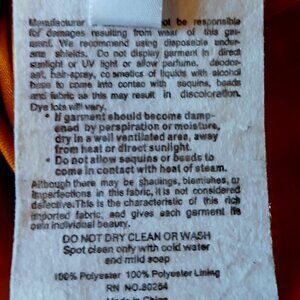 Manufacturer not be responsible
for damages resulting from wear of this gar-
ment. We recommend using disposable under-
arm shields. Do not display garment in direct
sunlight or UV light or allow parfume, deodor-
ant, hair-spray, cosmatics of liquids with alcohol
base to come into contac with sequins, beads
and fabric as this may result in discoloration.
Dye lots will vary.
* If garment should become damp-
ened by perspiration or moisture,
dry in a well ventilated area, away
from heat or direct sunlight.
* Do not allow sequins or beads to
come in contact with heat of steam.
Although there may be shadings, blemishes, or
imperfections in this fabric, it is not considered
defective. This is the characteristic of this rich
imported fabric, and gives each garment its
own individual beauty.
DO NOT DRY CLEAN OR WASH
Spot clean only with cold water
and mild soap
100% Polyester 100% Polyester Lining
RN NO.80254
Made in China